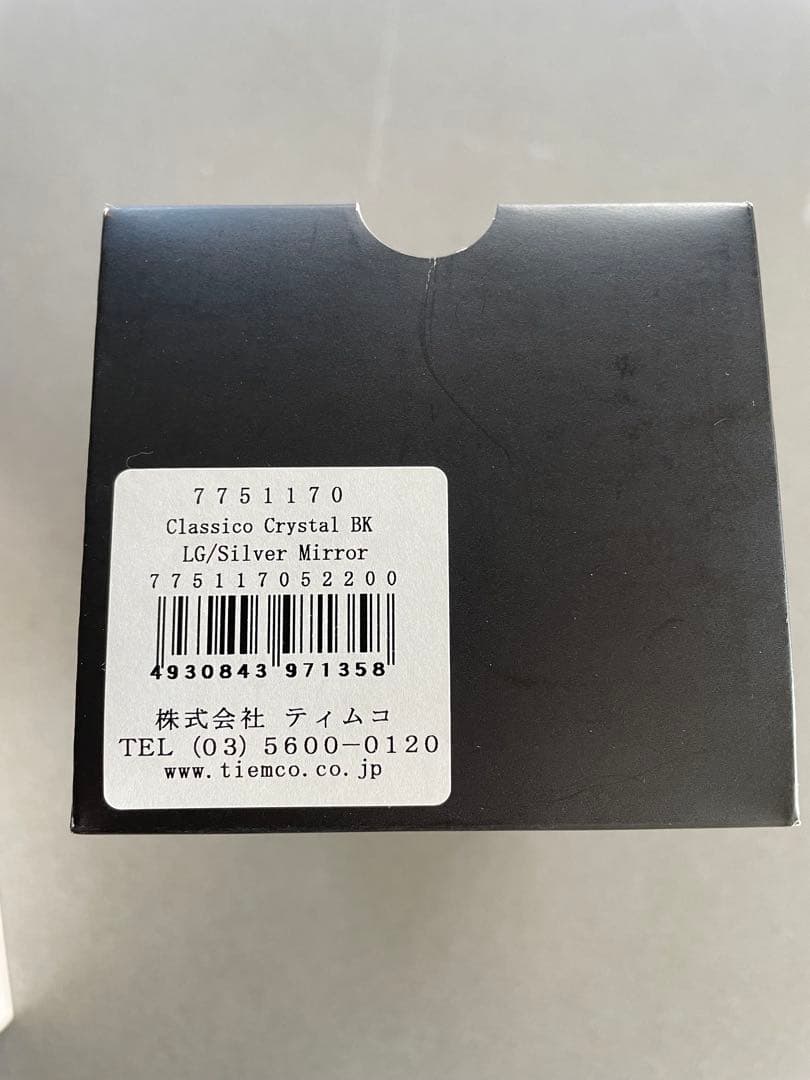 7751170
Classico Crystal BK
LG/Silver Mirror
775117052200
4930843 971358
株式会社 ティムコ
TEL (03) 5600−0120
www.tiemco.co.jp